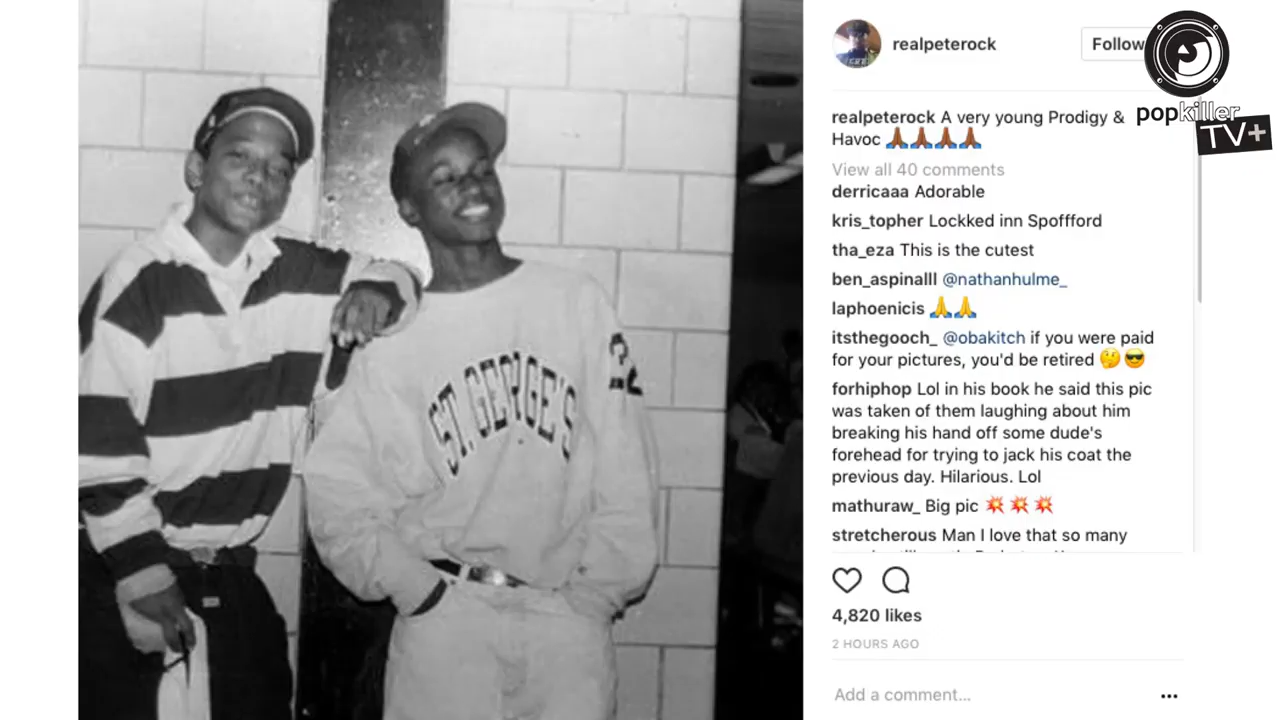 realpeterock
Follow
popkiller
TV+
realpeterock A very young Prodigy &
Havoc 🙏🏾🙏🏾🙏🏾🙏🏾
View all 40 comments
derricaaa Adorable
kris_topher Lockked inn Spoffford
tha_eza This is the cutest
ben_aspinalll @nathanhulme_
laphoenicis 🙏🙏
itsthegooch_ @obakitch if you were paid
for your pictures, you'd be retired 🤔😎
forhiphop Lol in his book he said this pic
was taken of them laughing about him
breaking his hand off some dude's
forehead for trying to jack his coat the
previous day. Hilarious. Lol
mathuraw_ Big pic 💥💥💥
stretcherous Man I love that so many
4,820 likes
2 HOURS AGO
Add a comment...
ST. GEORGE'S